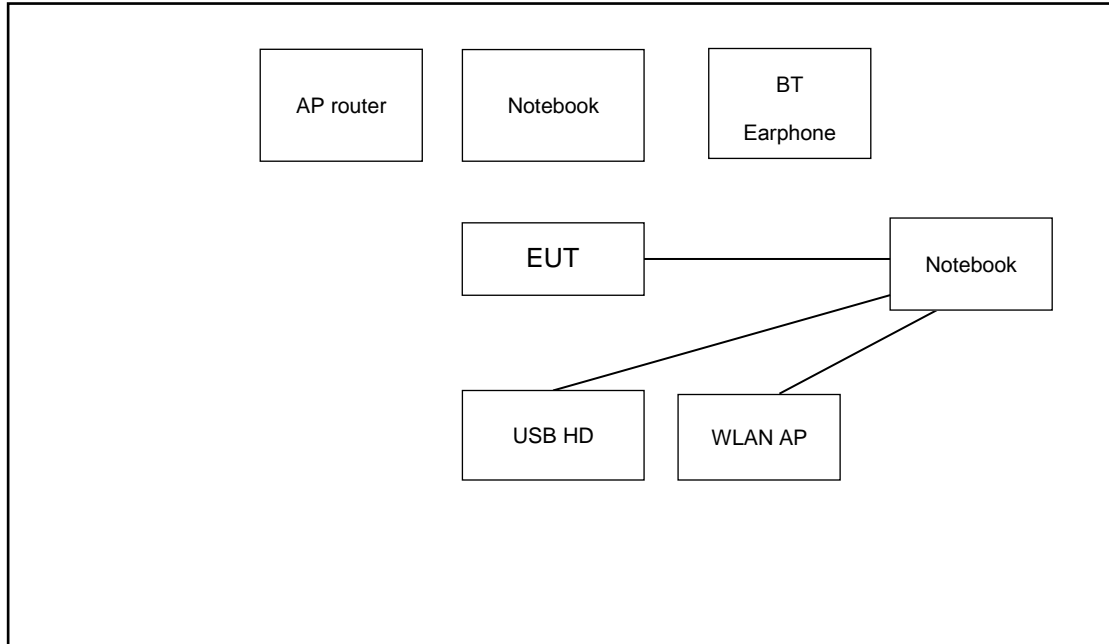 AP router
Notebook
BT
Earphone
EUT
Notebook
USB HD
WLAN AP